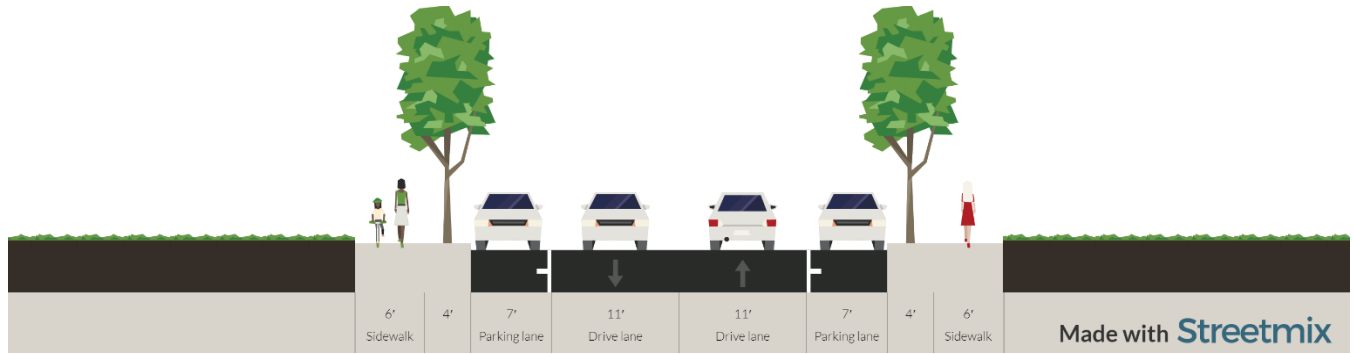 6' 4' 7' 11' 11' 7' 4' 6'
Sidewalk Parking lane Drive lane Drive lane Parking lane Sidewalk
Made with Streetmix